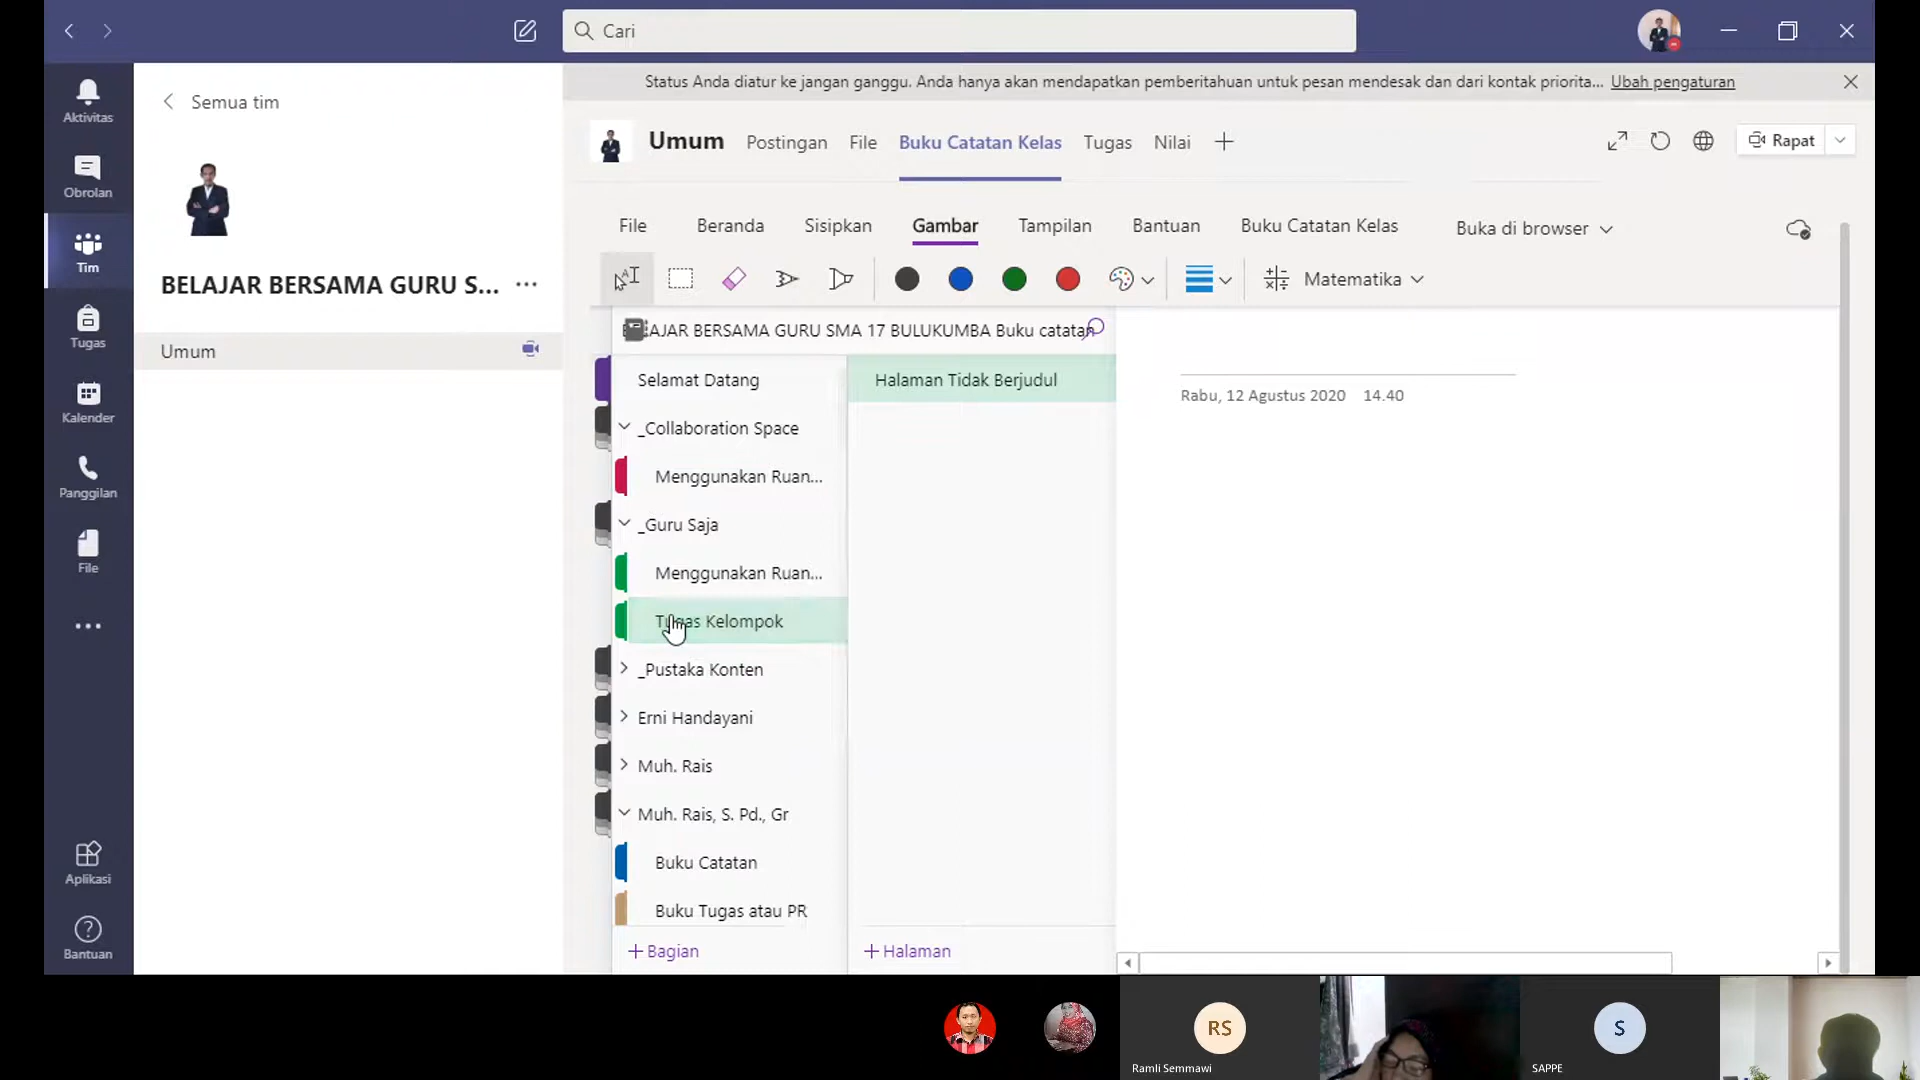 Cari
Status Anda diatur ke jangan ganggu. Anda hanya akan mendapatkan pemberitahuan untuk pesan mendesak dan dari kontak priorita... Ubah pengaturan
Aktivitas
Obrolan
Tim
Tugas
Kalender
Panggilan
File
Aplikasi
Bantuan
Semua tim
BELAJAR BERSAMA GURU S...
Umum
Umum Postingan File Buku Catatan Kelas Tugas Nilai
Rapat
File Beranda Sisipkan Gambar Tampilan Bantuan Buku Catatan Kelas Buka di browser
Matematika
BELAJAR BERSAMA GURU SMA 17 BULUKUMBA Buku catatan
Selamat Datang
_Collaboration Space
Menggunakan Ruan...
_Guru Saja
Menggunakan Ruan...
Tugas Kelompok
_Pustaka Konten
Erni Handayani
Muh. Rais
Muh. Rais, S. Pd., Gr
Buku Catatan
Buku Tugas atau PR
+ Bagian
Halaman Tidak Berjudul
+ Halaman
Rabu, 12 Agustus 2020 14.40
RS
Ramli Semmawi
S
SAPPE